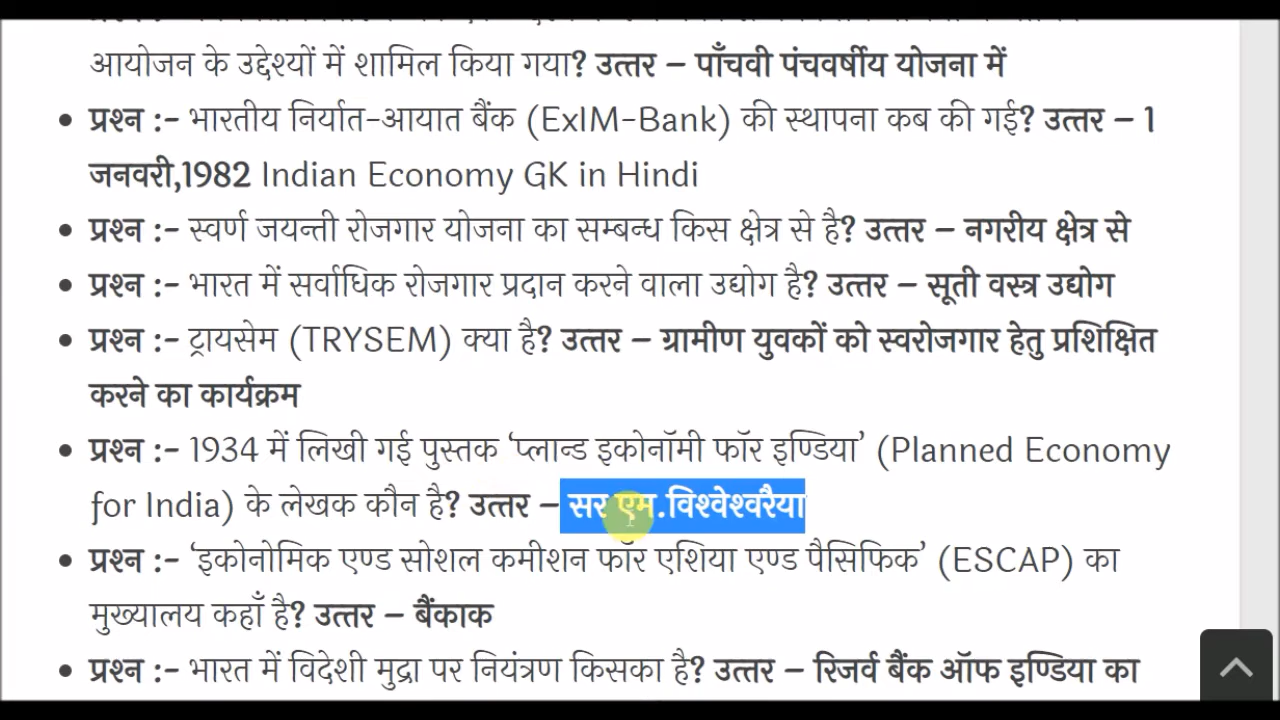 आयोजन के उद्देश्यों में शामिल किया गया? उत्तर – पाँचवी पंचवर्षीय योजना में
• प्रश्न :- भारतीय निर्यात-आयात बैंक (ExIM-Bank) की स्थापना कब की गई? उत्तर – 1
जनवरी,1982 Indian Economy GK in Hindi
• प्रश्न :- स्वर्ण जयन्ती रोजगार योजना का सम्बन्ध किस क्षेत्र से है? उत्तर – नगरीय क्षेत्र से
• प्रश्न :- भारत में सर्वाधिक रोजगार प्रदान करने वाला उद्योग है? उत्तर – सूती वस्त्र उद्योग
• प्रश्न :- ट्रायसेम (TRYSEM) क्या है? उत्तर – ग्रामीण युवकों को स्वरोजगार हेतु प्रशिक्षित
करने का कार्यक्रम
• प्रश्न :- 1934 में लिखी गई पुस्तक ‘प्लान्ड इकोनॉमी फॉर इण्डिया’ (Planned Economy
for India) के लेखक कौन है? उत्तर – सर एम.विश्वेश्वरैया
• प्रश्न :- ‘इकोनोमिक एण्ड सोशल कमीशन फॉर एशिया एण्ड पैसिफिक’ (ESCAP) का
मुख्यालय कहाँ है? उत्तर – बैंकाक
• प्रश्न :- भारत में विदेशी मुद्रा पर नियंत्रण किसका है? उत्तर – रिजर्व बैंक ऑफ इण्डिया का